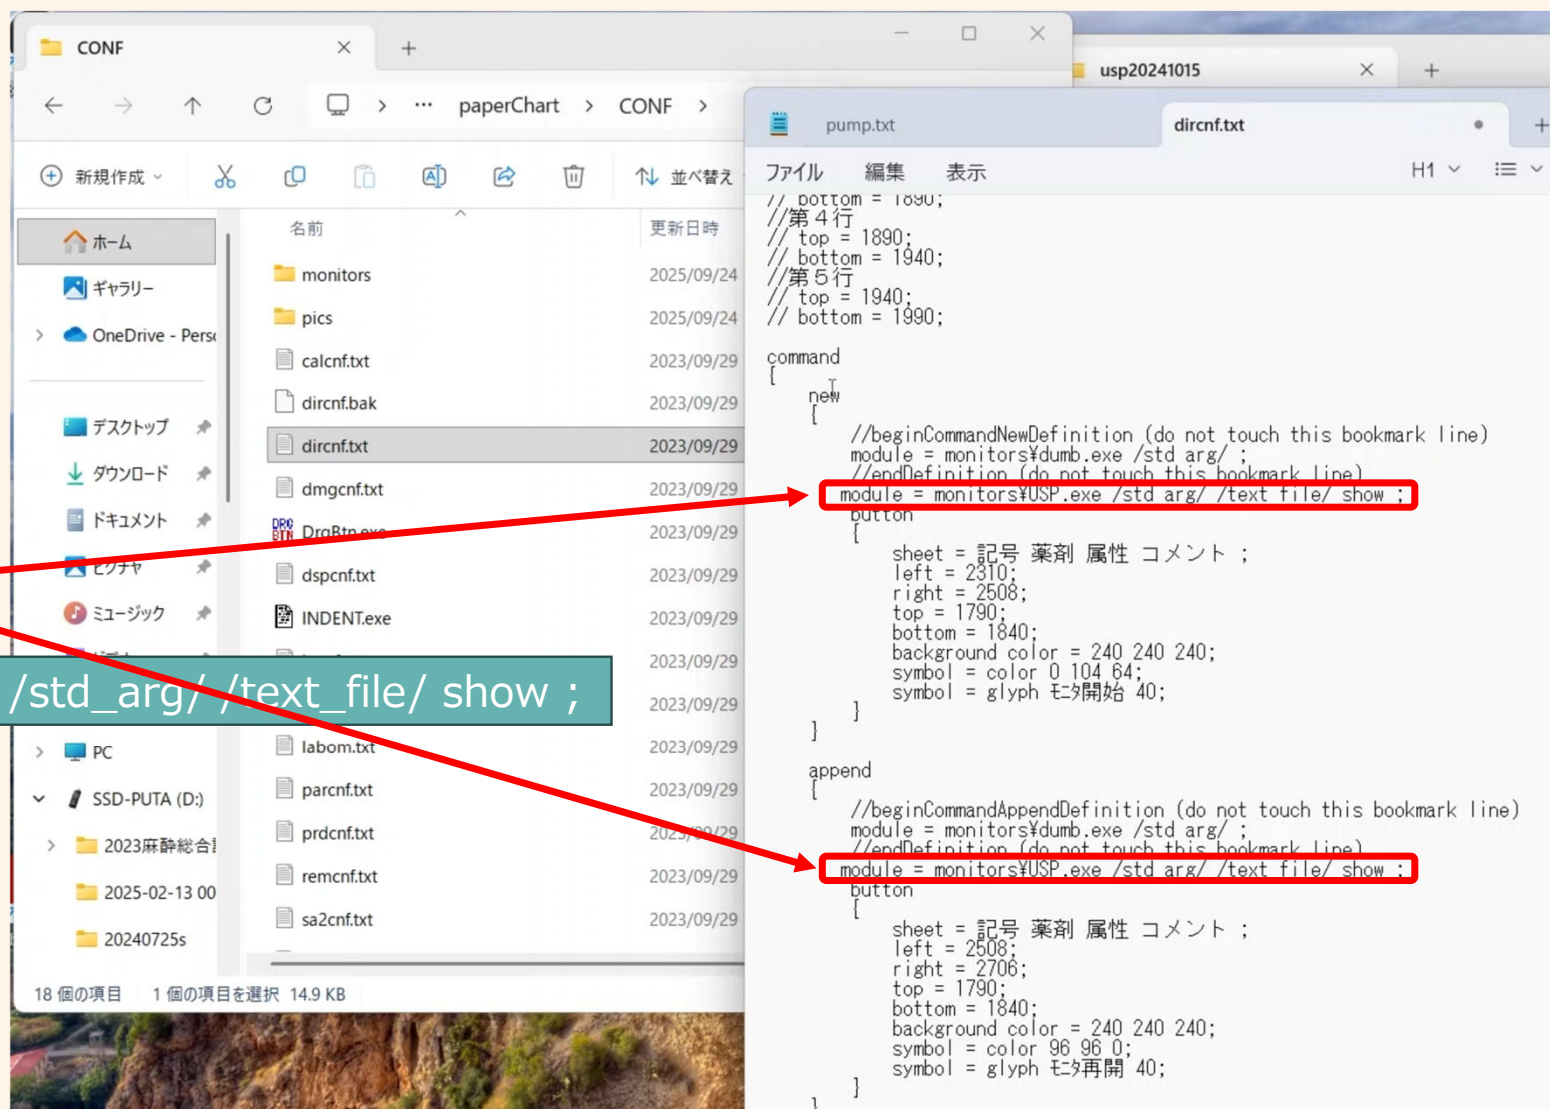 CONF
usp20241015
paperChart > CONF >
pump.txt
dircnf.txt
新規作成
並べ替え
ファイル 編集 表示
H1
名前
更新日時
ホーム
ギャラリー
OneDrive - Pers
デスクトップ
ダウンロード
ドキュメント
ピクチャ
ミュージック
PC
SSD-PUTA (D:)
2023麻酔総合
2025-02-13 00
20240725s
monitors 2025/09/24
pics 2025/09/24
calcnf.txt 2023/09/29
dircnf.bak 2023/09/29
dircnf.txt 2023/09/29
dmgcnf.txt 2023/09/29
DrgBtn.exe 2023/09/29
dspcnf.txt 2023/09/29
INDENT.exe 2023/09/29
2023/09/29
2023/09/29
labom.txt 2023/09/29
parcnf.txt 2023/09/29
prdcnf.txt 2023/09/29
remcnf.txt 2023/09/29
sa2cnf.txt 2023/09/29
18 個の項目 1 個の項目を選択 14.9 KB
/std_arg/ /text_file/ show ;
// bottom = 1890;
//第４行
// top = 1890;
// bottom = 1940;
//第５行
// top = 1940;
// bottom = 1990;
command
{
new
{
//beginCommandNewDefinition (do not touch this bookmark line)
module = monitors¥dumb.exe /std_arg/ ;
//endDefinition (do not touch this bookmark line)
module = monitors¥USP.exe /std_arg/ /text_file/ show ;
button
{
sheet = 記号 薬剤 属性 コメント ;
left = 2310;
right = 2508;
top = 1790;
bottom = 1840;
background color = 240 240 240;
symbol = color 0 104 64;
symbol = glyph ﾓﾆﾀ開始 40;
}
}
append
{
//beginCommandAppendDefinition (do not touch this bookmark line)
module = monitors¥dumb.exe /std_arg/ ;
//endDefinition (do not touch this bookmark line)
module = monitors¥USP.exe /std_arg/ /text_file/ show ;
button
{
sheet = 記号 薬剤 属性 コメント ;
left = 2508;
right = 2706;
top = 1790;
bottom = 1840;
background color = 240 240 240;
symbol = color 96 96 0;
symbol = glyph ﾓﾆﾀ再開 40;
}
}